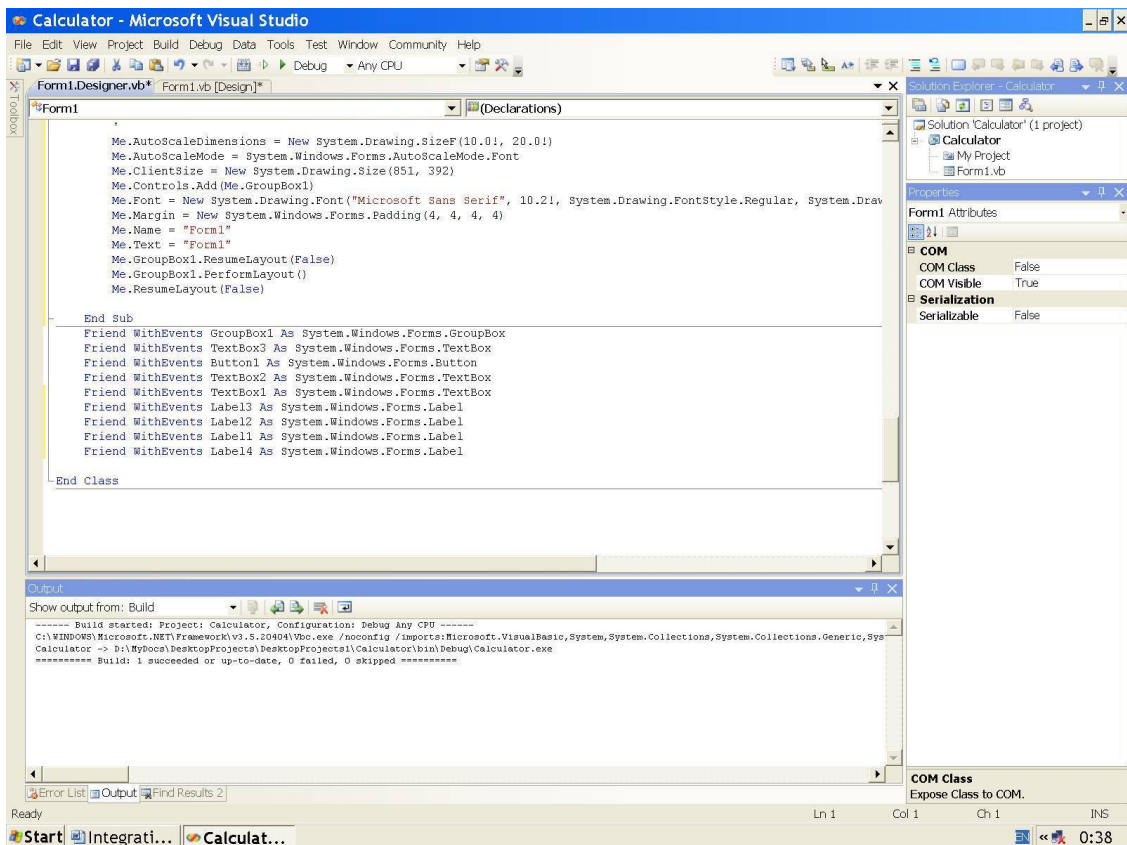 Calculator - Microsoft Visual Studio
File Edit View Project Build Debug Data Tools Test Window Community Help
Debug Any CPU
Form1.Designer.vb* Form1.vb [Design]*
Toolbox
Form1 (Declarations)
'
Me.AutoScaleDimensions = New System.Drawing.SizeF(10.0!, 20.0!)
Me.AutoScaleMode = System.Windows.Forms.AutoScaleMode.Font
Me.ClientSize = New System.Drawing.Size(851, 392)
Me.Controls.Add(Me.GroupBox1)
Me.Font = New System.Drawing.Font("Microsoft Sans Serif", 10.2!, System.Drawing.FontStyle.Regular, System.Draw
Me.Margin = New System.Windows.Forms.Padding(4, 4, 4, 4)
Me.Name = "Form1"
Me.Text = "Form1"
Me.GroupBox1.ResumeLayout(False)
Me.GroupBox1.PerformLayout()
Me.ResumeLayout(False)
End Sub
Friend WithEvents GroupBox1 As System.Windows.Forms.GroupBox
Friend WithEvents TextBox3 As System.Windows.Forms.TextBox
Friend WithEvents Button1 As System.Windows.Forms.Button
Friend WithEvents TextBox2 As System.Windows.Forms.TextBox
Friend WithEvents TextBox1 As System.Windows.Forms.TextBox
Friend WithEvents Label3 As System.Windows.Forms.Label
Friend WithEvents Label2 As System.Windows.Forms.Label
Friend WithEvents Label1 As System.Windows.Forms.Label
Friend WithEvents Label4 As System.Windows.Forms.Label
End Class
Solution Explorer - Calculator
Solution 'Calculator' (1 project)
Calculator
My Project
Form1.vb
Properties
Form1 Attributes
COM
COM Class False
COM Visible True
Serialization
Serializable False
COM Class
Expose Class to COM.
Output
Show output from: Build
------ Build started: Project: Calculator, Configuration: Debug Any CPU ------
C:\WINDOWS\Microsoft.NET\Framework\v3.5.20404\Vbc.exe /noconfig /imports:Microsoft.VisualBasic,System,System.Collections,System.Collections.Generic,Sys
Calculator -> D:\MyDocs\DesktopProjects\DesktopProjects1\Calculator\bin\Debug\Calculator.exe
========== Build: 1 succeeded or up-to-date, 0 failed, 0 skipped ==========
Error List Output Find Results 2
Ready Ln 1 Col 1 Ch 1 INS
Start Integrati... Calculat... EN « 0:38